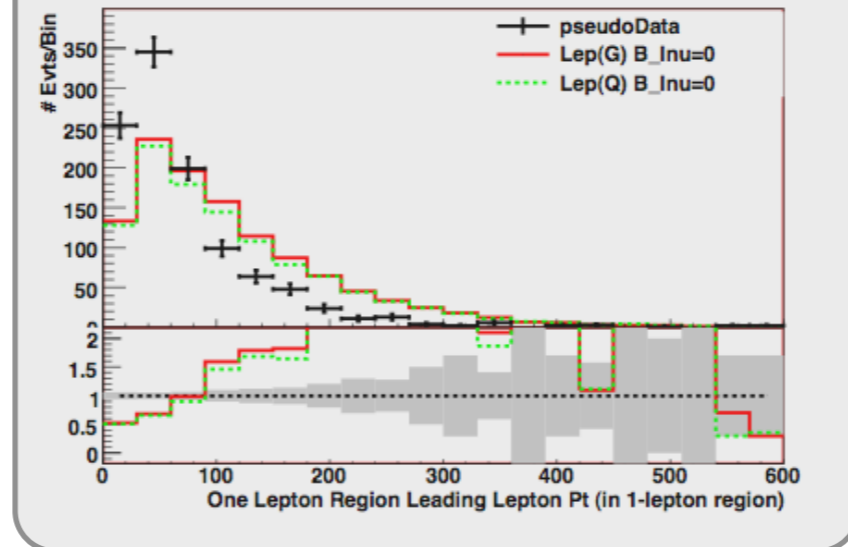 # Evts/Bin
350
300
250
200
150
100
50
0
pseudoData
Lep(G) B_lnu=0
Lep(Q) B_lnu=0
2
1.5
1
0.5
0
0 100 200 300 400 500 600
One Lepton Region Leading Lepton Pt (in 1-lepton region)